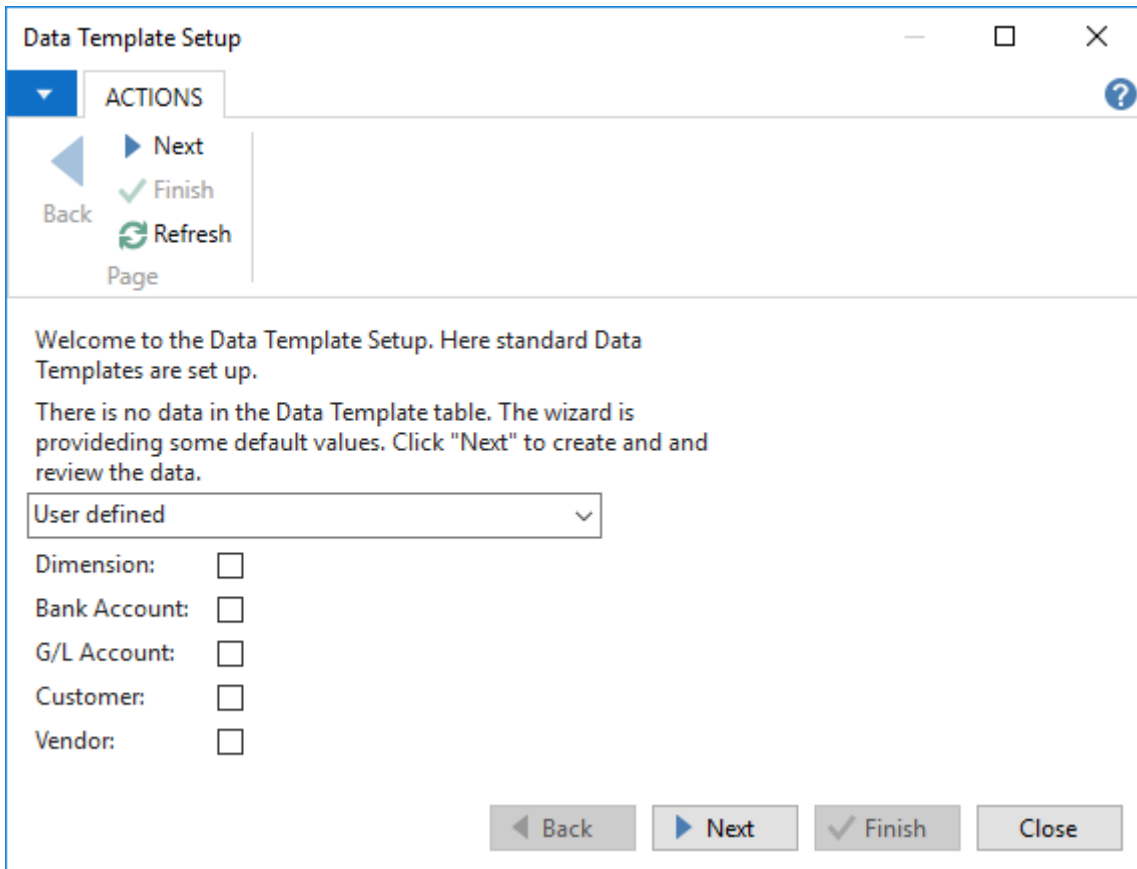 Data Template Setup
ACTIONS
?
Next
Finish
Back
Refresh
Page
Welcome to the Data Template Setup. Here standard Data
Templates are set up.
There is no data in the Data Template table. The wizard is
provideding some default values. Click "Next" to create and and
review the data.
User defined
Dimension:
Bank Account:
G/L Account:
Customer:
Vendor:
Back Next Finish Close